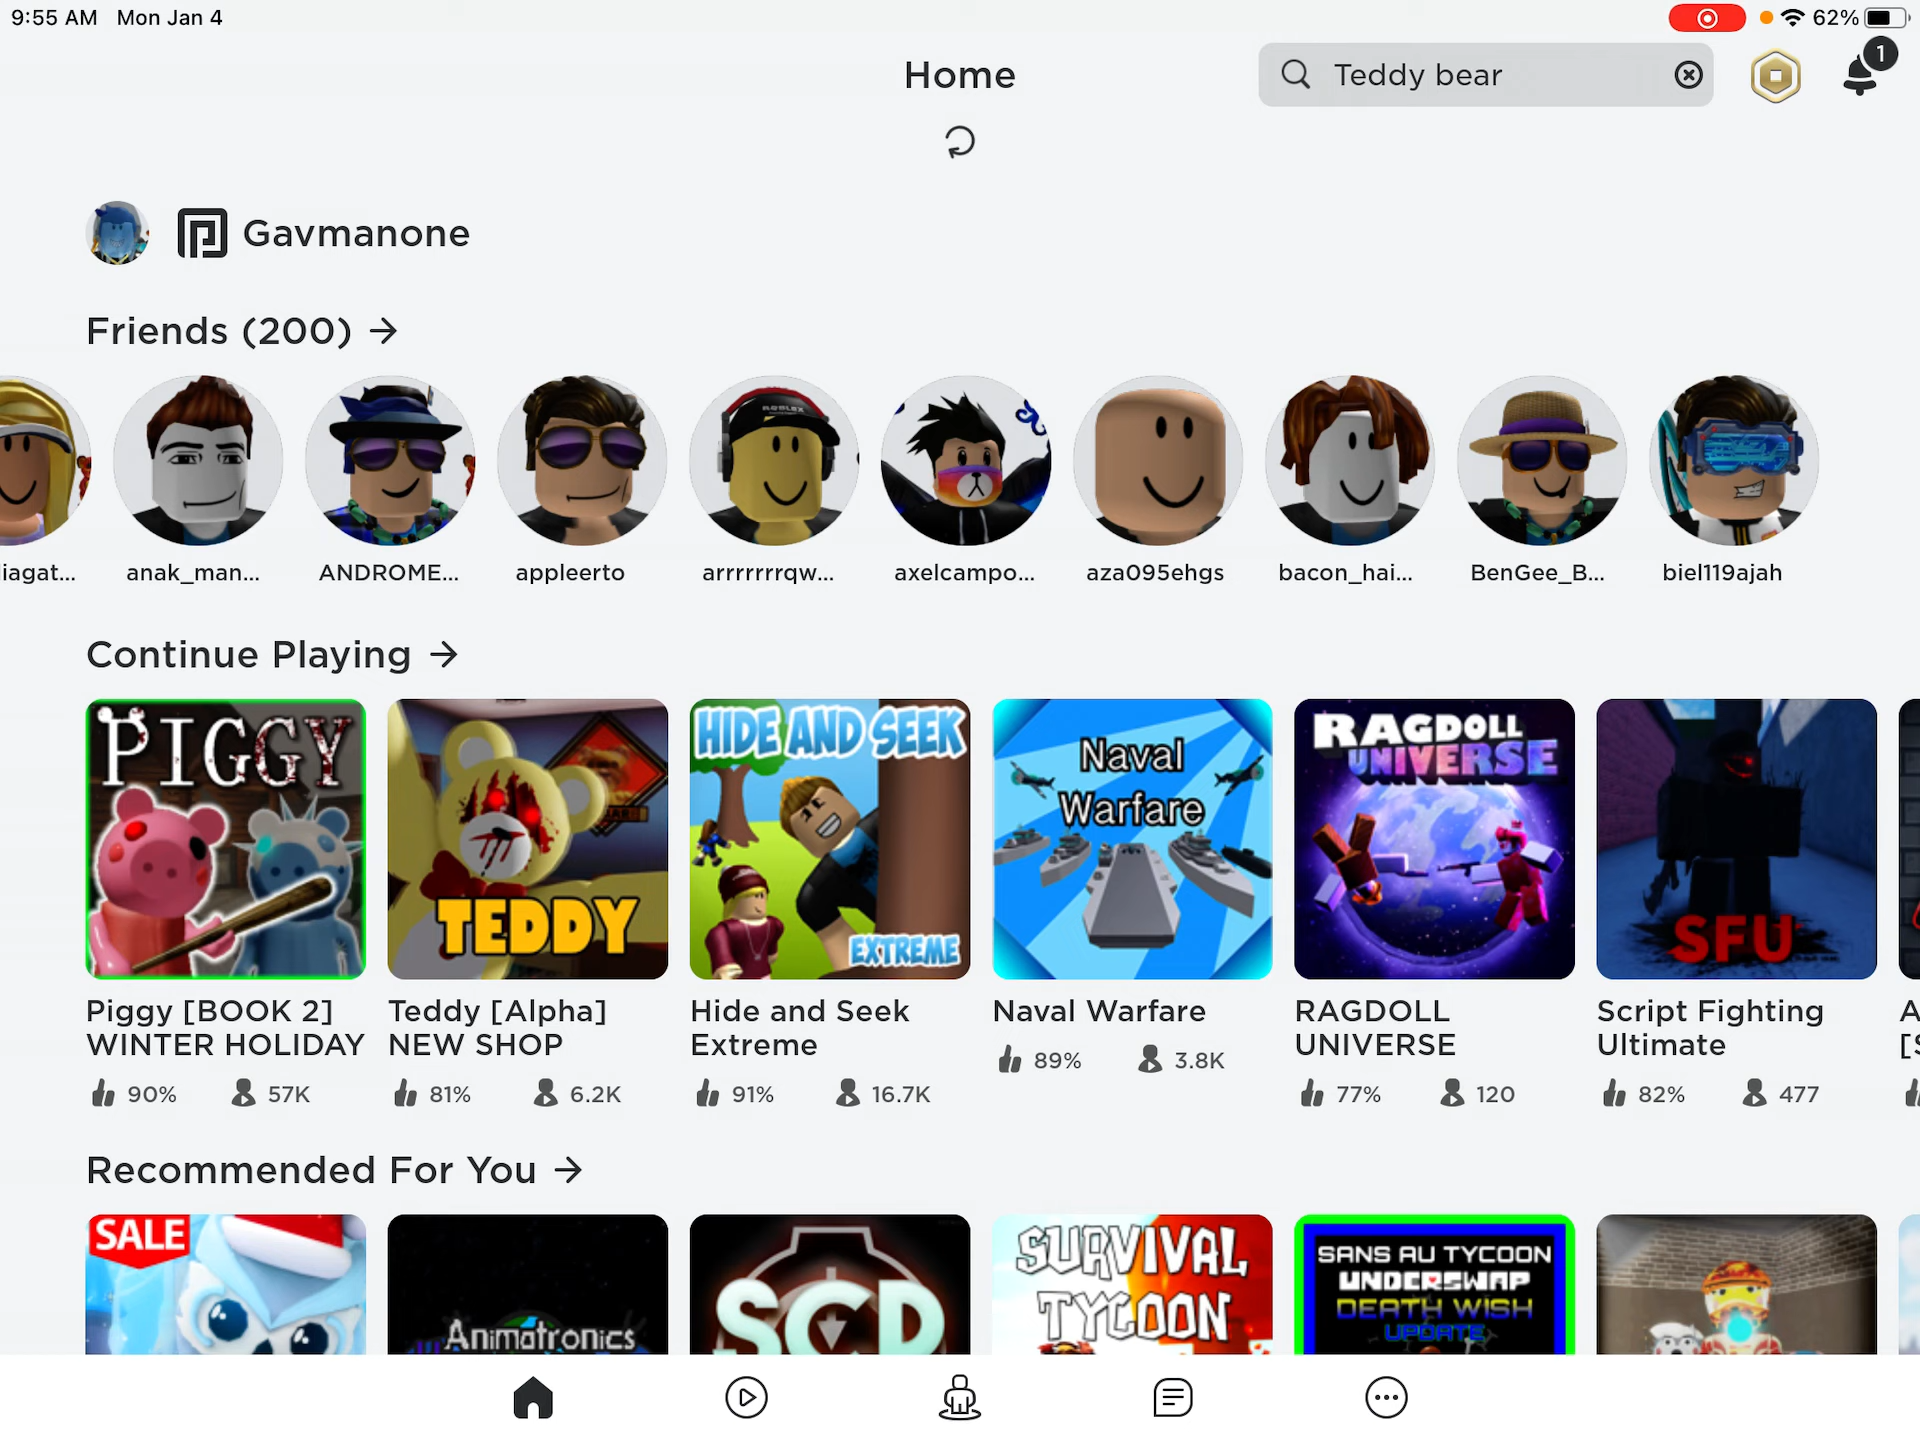 9:55 AM Mon Jan 4
62%
Home
Teddy bear
1
Gavmanone
Friends (200)
iagat...
anak_man...
ANDROME...
appleerto
arrrrrrrqw...
axelcampo...
aza095ehgs
bacon_hai...
BenGee_B...
biel119ajah
ROBLOX
Continue Playing
PIGGY
TEDDY
HIDE AND SEEK
EXTREME
Naval
Warfare
RAGDOLL
UNIVERSE
SFU
Piggy [BOOK 2]
WINTER HOLIDAY
90% 57K
Teddy [Alpha]
NEW SHOP
81% 6.2K
Hide and Seek
Extreme
91% 16.7K
Naval Warfare
89% 3.8K
RAGDOLL
UNIVERSE
77% 120
Script Fighting
Ultimate
82% 477
A
[S
Recommended For You
SALE
Animatronics
SCP
SURVIVAL
TYCOON
SANS AU TYCOON
UNDERSWAP
DEATH WISH
UPDATE